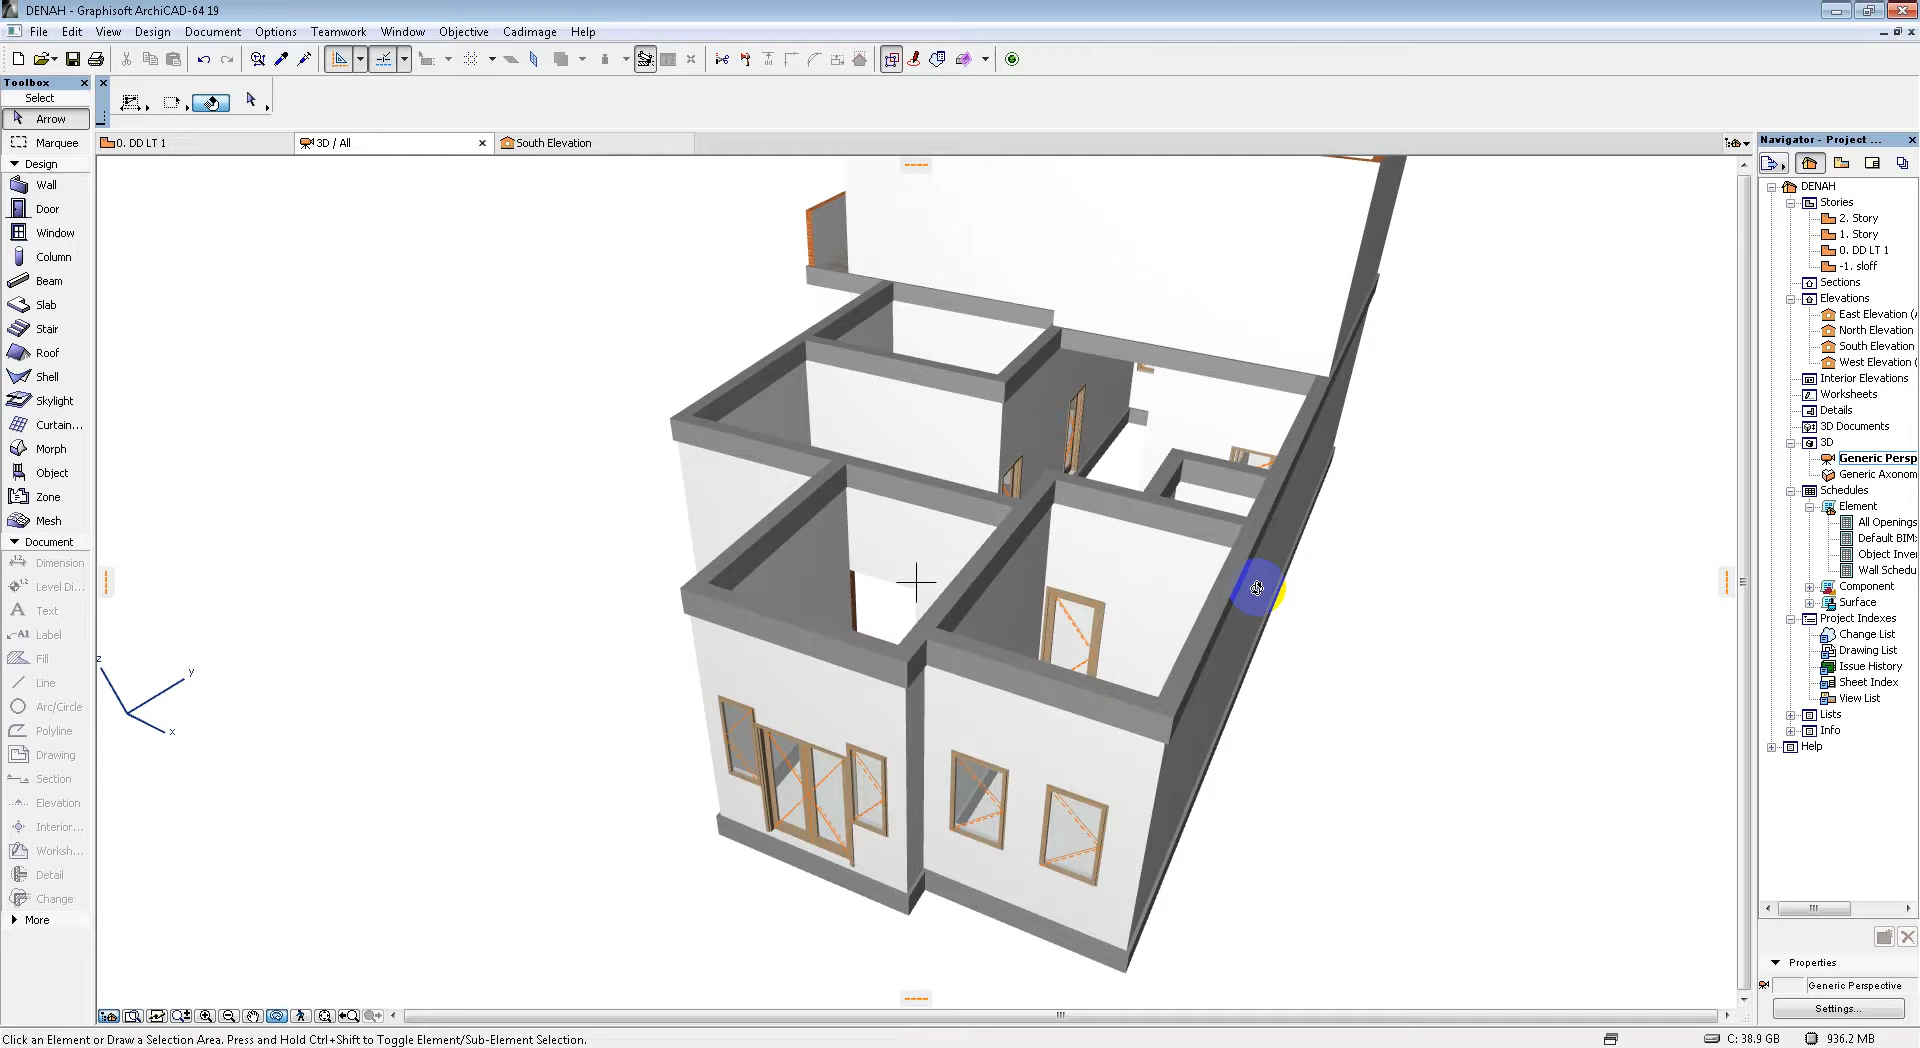 DENAH - Graphisoft ArchiCAD-64 19
File Edit View Design Document Options Teamwork Window Objective Cadimage Help
Toolbox
Select
Arrow
Marquee
Design
Wall
Door
Window
Column
Beam
Slab
Stair
Roof
Shell
Skylight
Curtain...
Morph
Object
Zone
Mesh
Document
1.2
Dimension
Level Di...
Text
A1 Label
Fill
Line
Arc/Circle
Polyline
Drawing
Section
Elevation
Interior...
Worksh...
Detail
Change
More
0. DD LT 1
3D / All
South Elevation
z
y
x
Navigator - Project ...
DENAH
Stories
2. Story
1. Story
0. DD LT 1
-1. sloff
Sections
Elevations
East Elevation (
North Elevation
South Elevation
West Elevation (
Interior Elevations
Worksheets
Details
3D Documents
3D
Generic Persp
Generic Axonom
Schedules
Element
All Openings
Default BIM:
Object Inve
Wall Schedu
Component
Surface
Project Indexes
Change List
Drawing List
Issue History
Sheet Index
View List
Lists
Info
Help
Properties
Generic Perspective
Settings...
Click an Element or Draw a Selection Area. Press and Hold Ctrl+Shift to Toggle Element/Sub-Element Selection.
C: 38.9 GB
936.2 MB